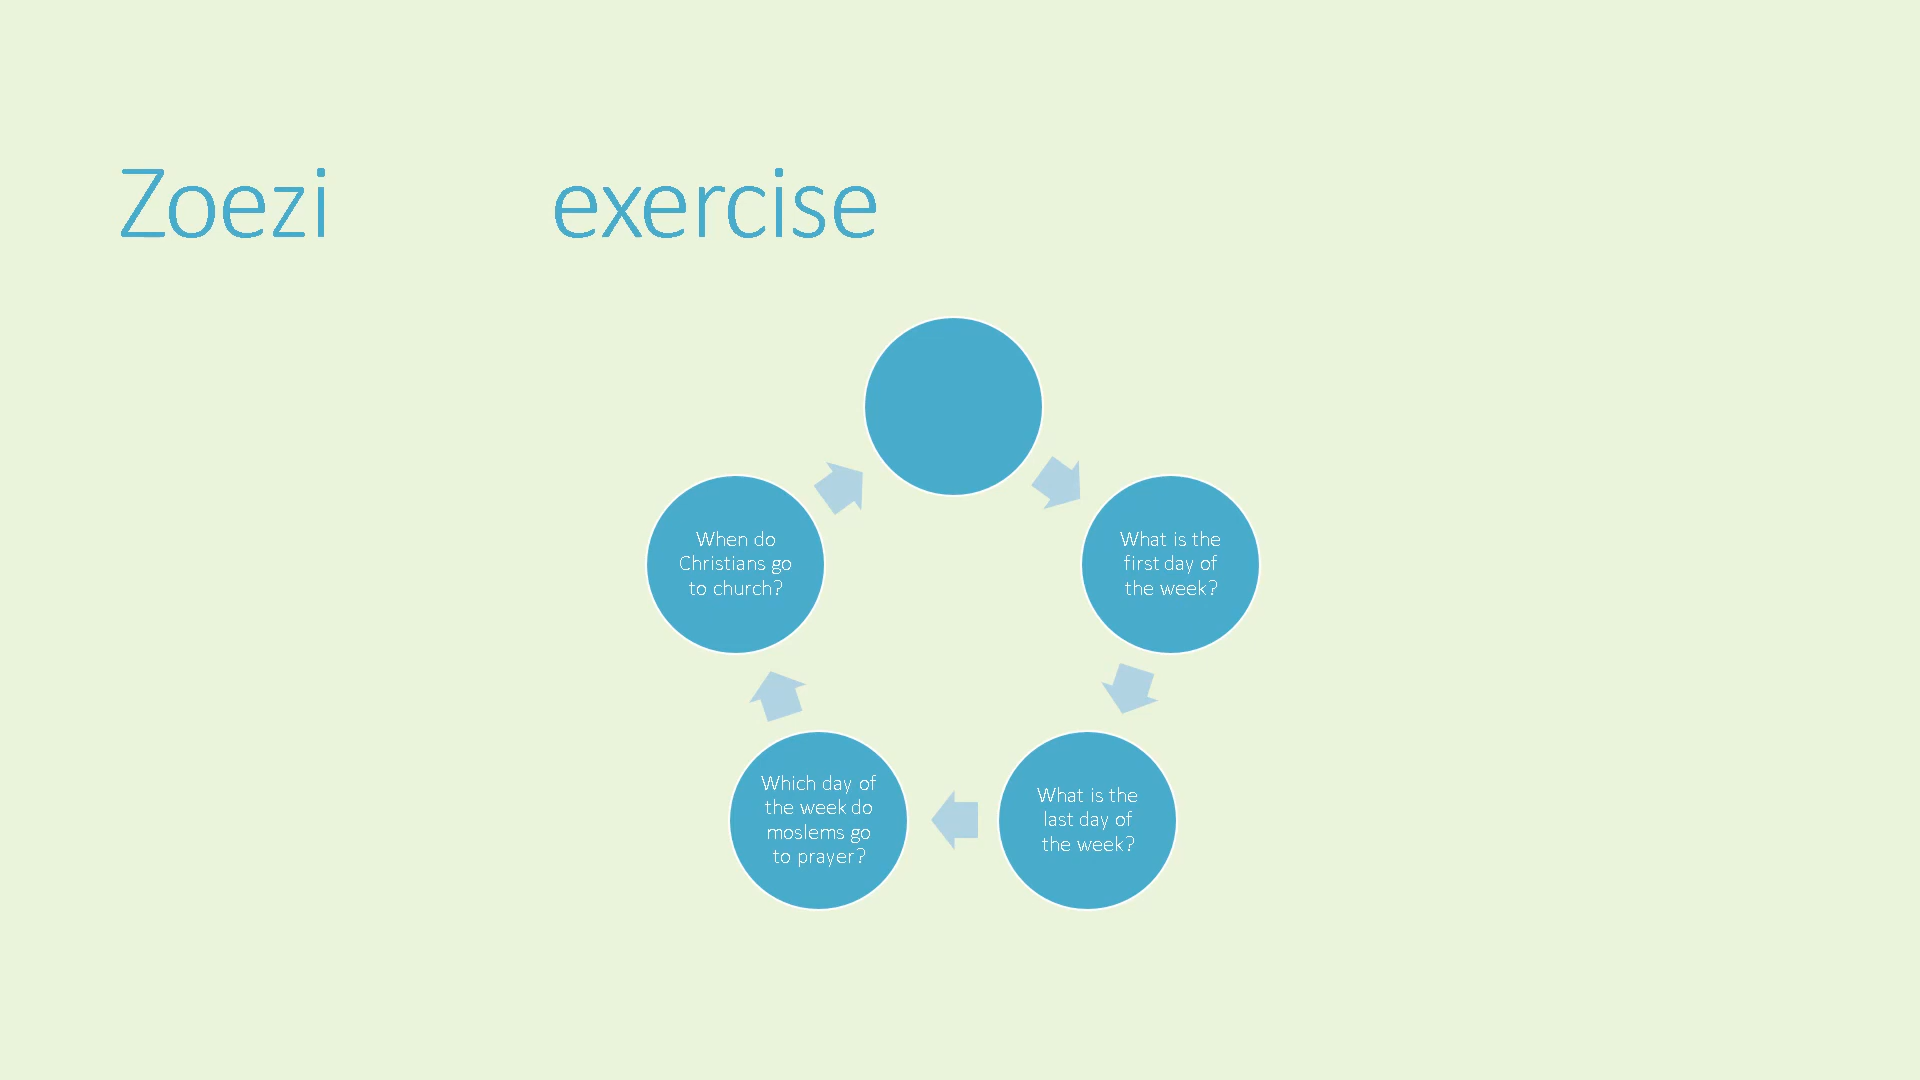 Zoezi exercise
What is the
first day of
the week?
What is the
last day of
the week?
Which day of
the week do
moslems go
to prayer?
When do
Christians go
to church?